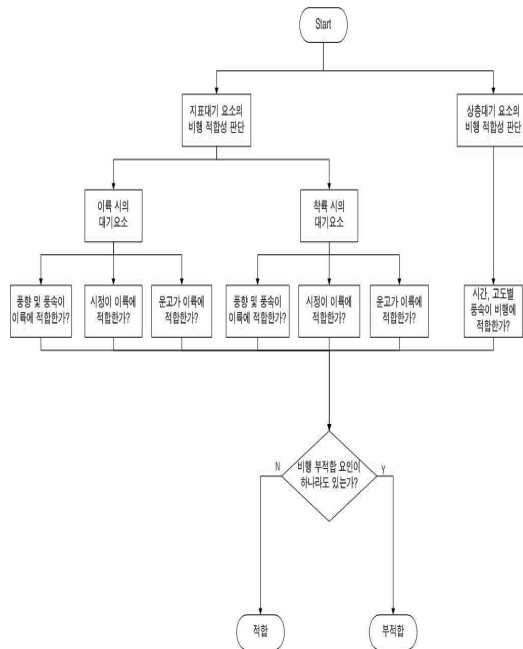 Start
지표대기 요소의
비행 적합성 판단
상층대기 요소의
비행 적합성 판단
이륙 시의
대기요소
착륙 시의
대기요소
풍향 및 풍속이
이륙에 적합한가?
시정이 이륙에
적합한가?
운고가 이륙에
적합한가?
풍향 및 풍속이
이륙에 적합한가?
시정이 이륙에
적합한가?
운고가 이륙에
적합한가?
시간, 고도별
풍속이 비행에
적합한가?
N
비행 부적합 요인이
하나라도 있는가?
Y
적합
부적합